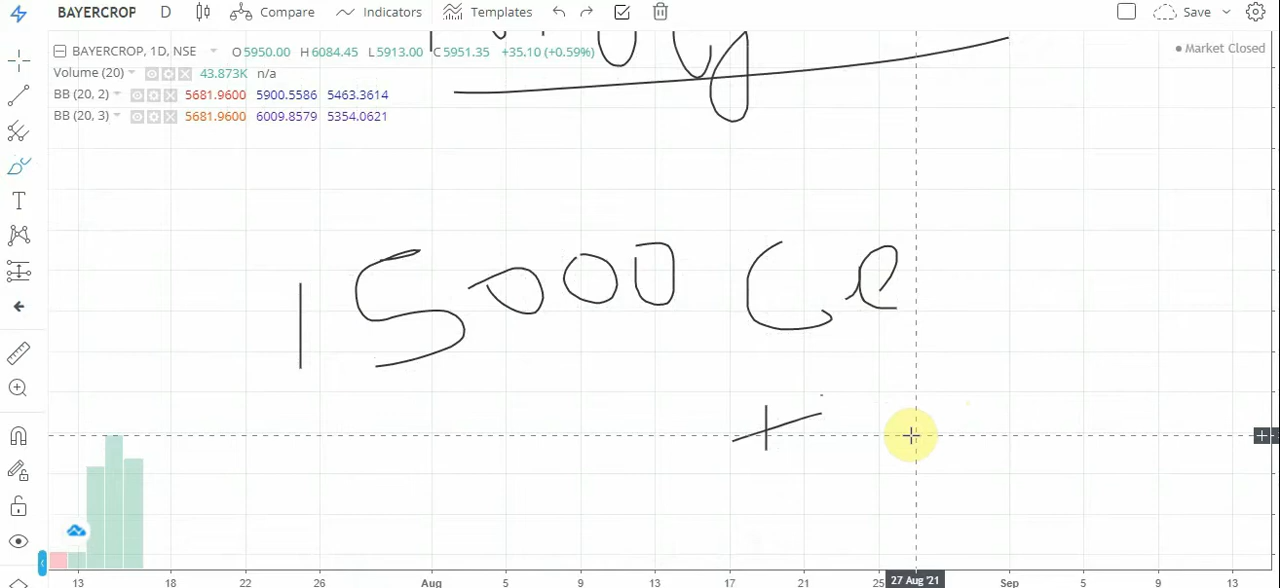 BAYERCROP D Compare Indicators Templates Save
BAYERCROP, 1D, NSE O5950.00 H6084.45 L5913.00 C5951.35 +35.10 (+0.59%) Market Closed
Volume (20) 43.873K n/a
BB (20, 2) 5681.9600 5900.5586 5463.3614
BB (20, 3) 5681.9600 6009.8579 5354.0621
15000 Ce
+
13 18 22 26 Aug 5 9 13 17 21 25 27 Aug '21 Sep 5 9 13